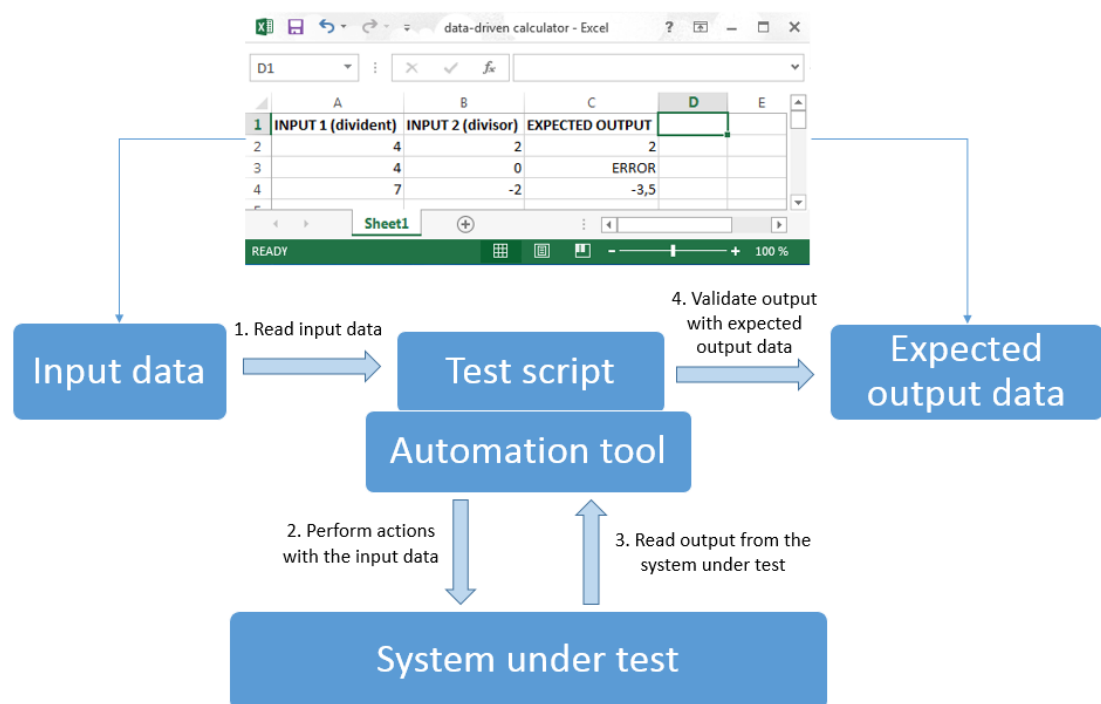 data-driven calculator - Excel
?
D1
fx
A B C D E
1 INPUT 1 (divident) INPUT 2 (divisor) EXPECTED OUTPUT
2 4 2 2
3 4 0 ERROR
4 7 -2 -3,5
Sheet1
READY
- + 100 %
1. Read input data
4. Validate output
with expected
output data
Input data
Test script
Expected
output data
Automation tool
2. Perform actions
with the input data
3. Read output from the
system under test
System under test